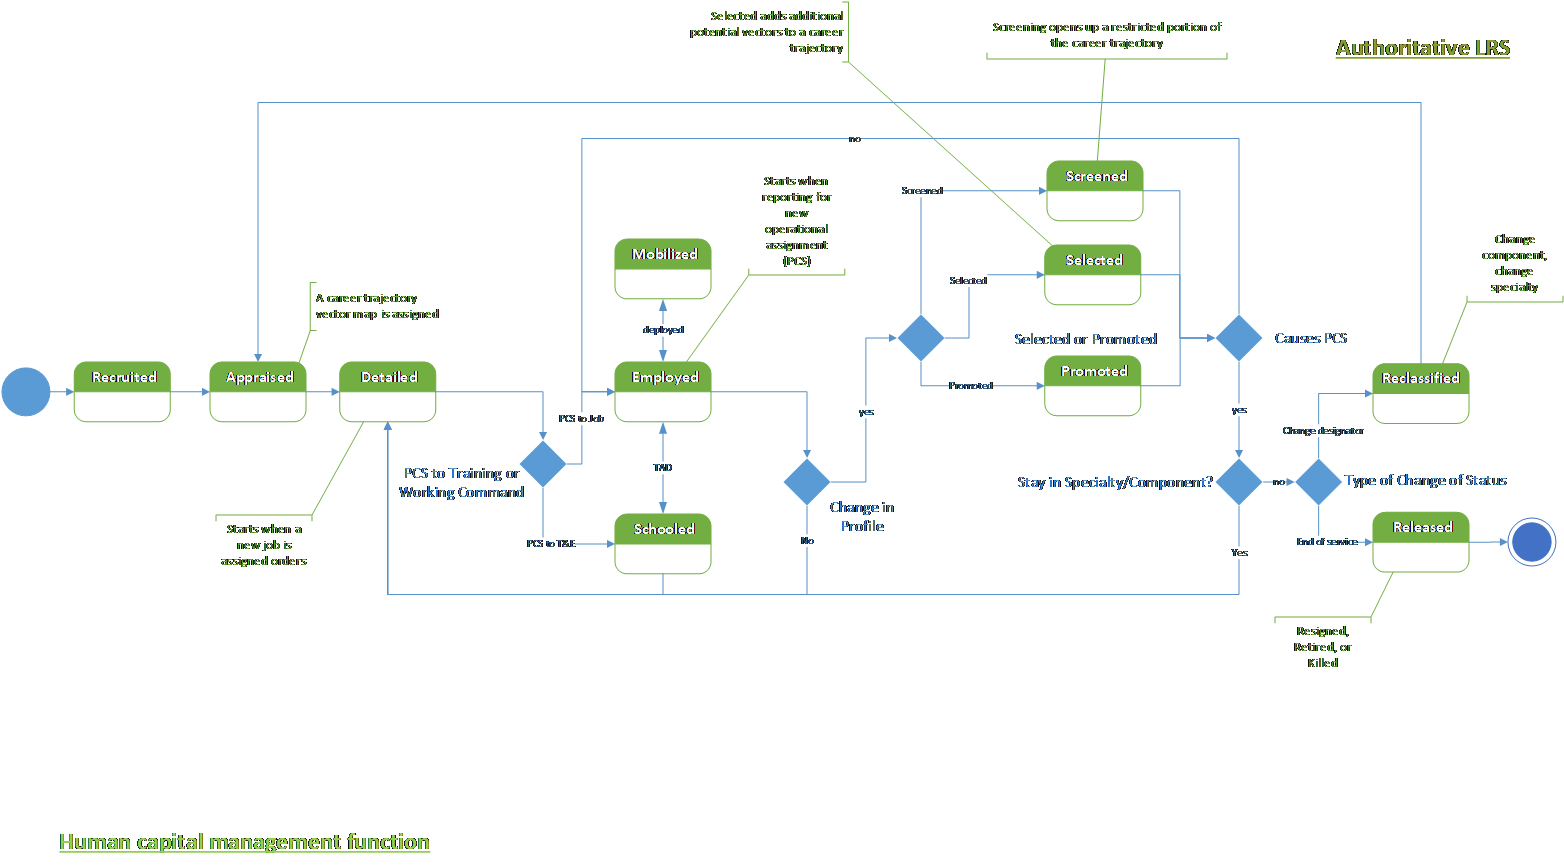 Selected adds additional
potential vectors to a career
trajectory
Screening opens up a restricted portion of
the career trajectory
Authoritative LRS
no
Screened
Screened
Starts when
reporting for
new
operational
assignment
(PCS)
Mobilized
Selected
Selected
Change
component,
change
specialty
A career trajectory
vector map is assigned
deployed
Selected or Promoted
Causes PCS
Recruited
Appraised
Detailed
Employed
Promoted
Promoted
Reclassified
PCS to Job
yes
yes
Change designator
PCS to Training or
Working Command
TAD
Stay in Specialty/Component?
no
Type of Change of Status
Change in
Profile
Starts when a
new job is
assigned orders
Schooled
PCS to T&E
No
Yes
End of service
Released
Resigned,
Retired, or
Killed
Human capital management function